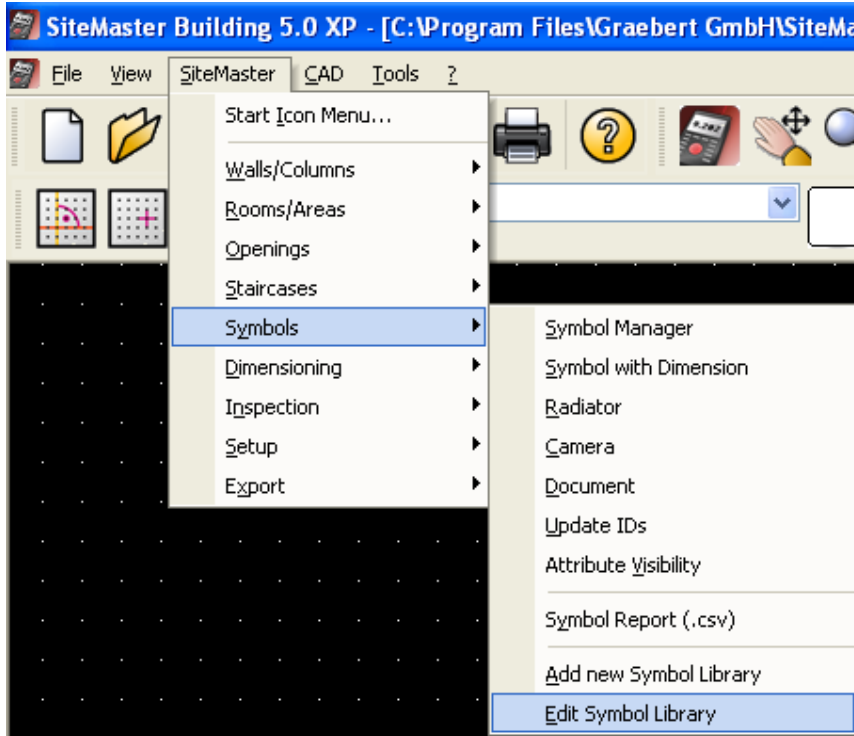 SiteMaster Building 5.0 XP - [C:\Program Files\Graebert GmbH\SiteMa
File View SiteMaster CAD Tools ?
Start Icon Menu...
Walls/Columns
Rooms/Areas
Openings
Staircases
Symbols
Dimensioning
Inspection
Setup
Export
Symbol Manager
Symbol with Dimension
Radiator
Camera
Document
Update IDs
Attribute Visibility
Symbol Report (.csv)
Add new Symbol Library
Edit Symbol Library